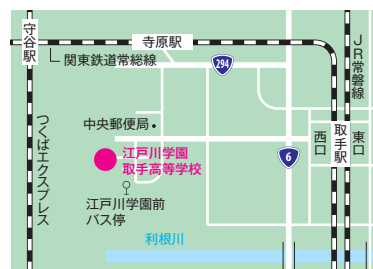 守谷駅
寺原駅
関東鉄道常総線
294
JR常磐線
中央郵便局
つくばエクスプレス
江戸川学園
取手高等学校
6
西口
取手駅
東口
江戸川学園前
バス停
利根川